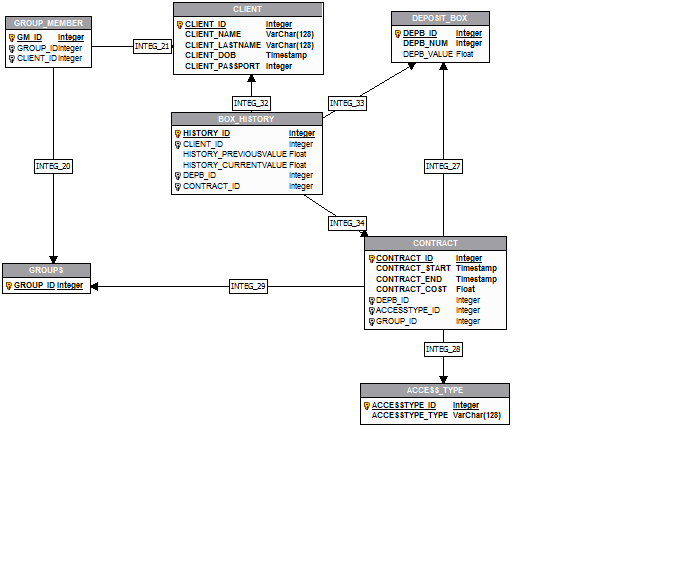 GROUP_MEMBER
GM_ID Integer
GROUP_ID Integer
CLIENT_ID Integer
CLIENT
CLIENT_ID Integer
CLIENT_NAME VarChar(128)
CLIENT_LASTNAME VarChar(128)
CLIENT_DOB Timestamp
CLIENT_PASSPORT Integer
DEPOSIT_BOX
DEPB_ID Integer
DEPB_NUM Integer
DEPB_VALUE Float
INTEG_21
INTEG_32
INTEG_33
BOX_HISTORY
HISTORY_ID Integer
CLIENT_ID Integer
HISTORY_PREVIOUSVALUE Float
HISTORY_CURRENTVALUE Float
DEPB_ID Integer
CONTRACT_ID Integer
INTEG_20
INTEG_27
INTEG_34
CONTRACT
CONTRACT_ID Integer
CONTRACT_START Timestamp
CONTRACT_END Timestamp
CONTRACT_COST Float
DEPB_ID Integer
ACCESSTYPE_ID Integer
GROUP_ID Integer
GROUPS
GROUP_ID Integer
INTEG_29
INTEG_28
ACCESS_TYPE
ACCESSTYPE_ID Integer
ACCESSTYPE_TYPE VarChar(128)